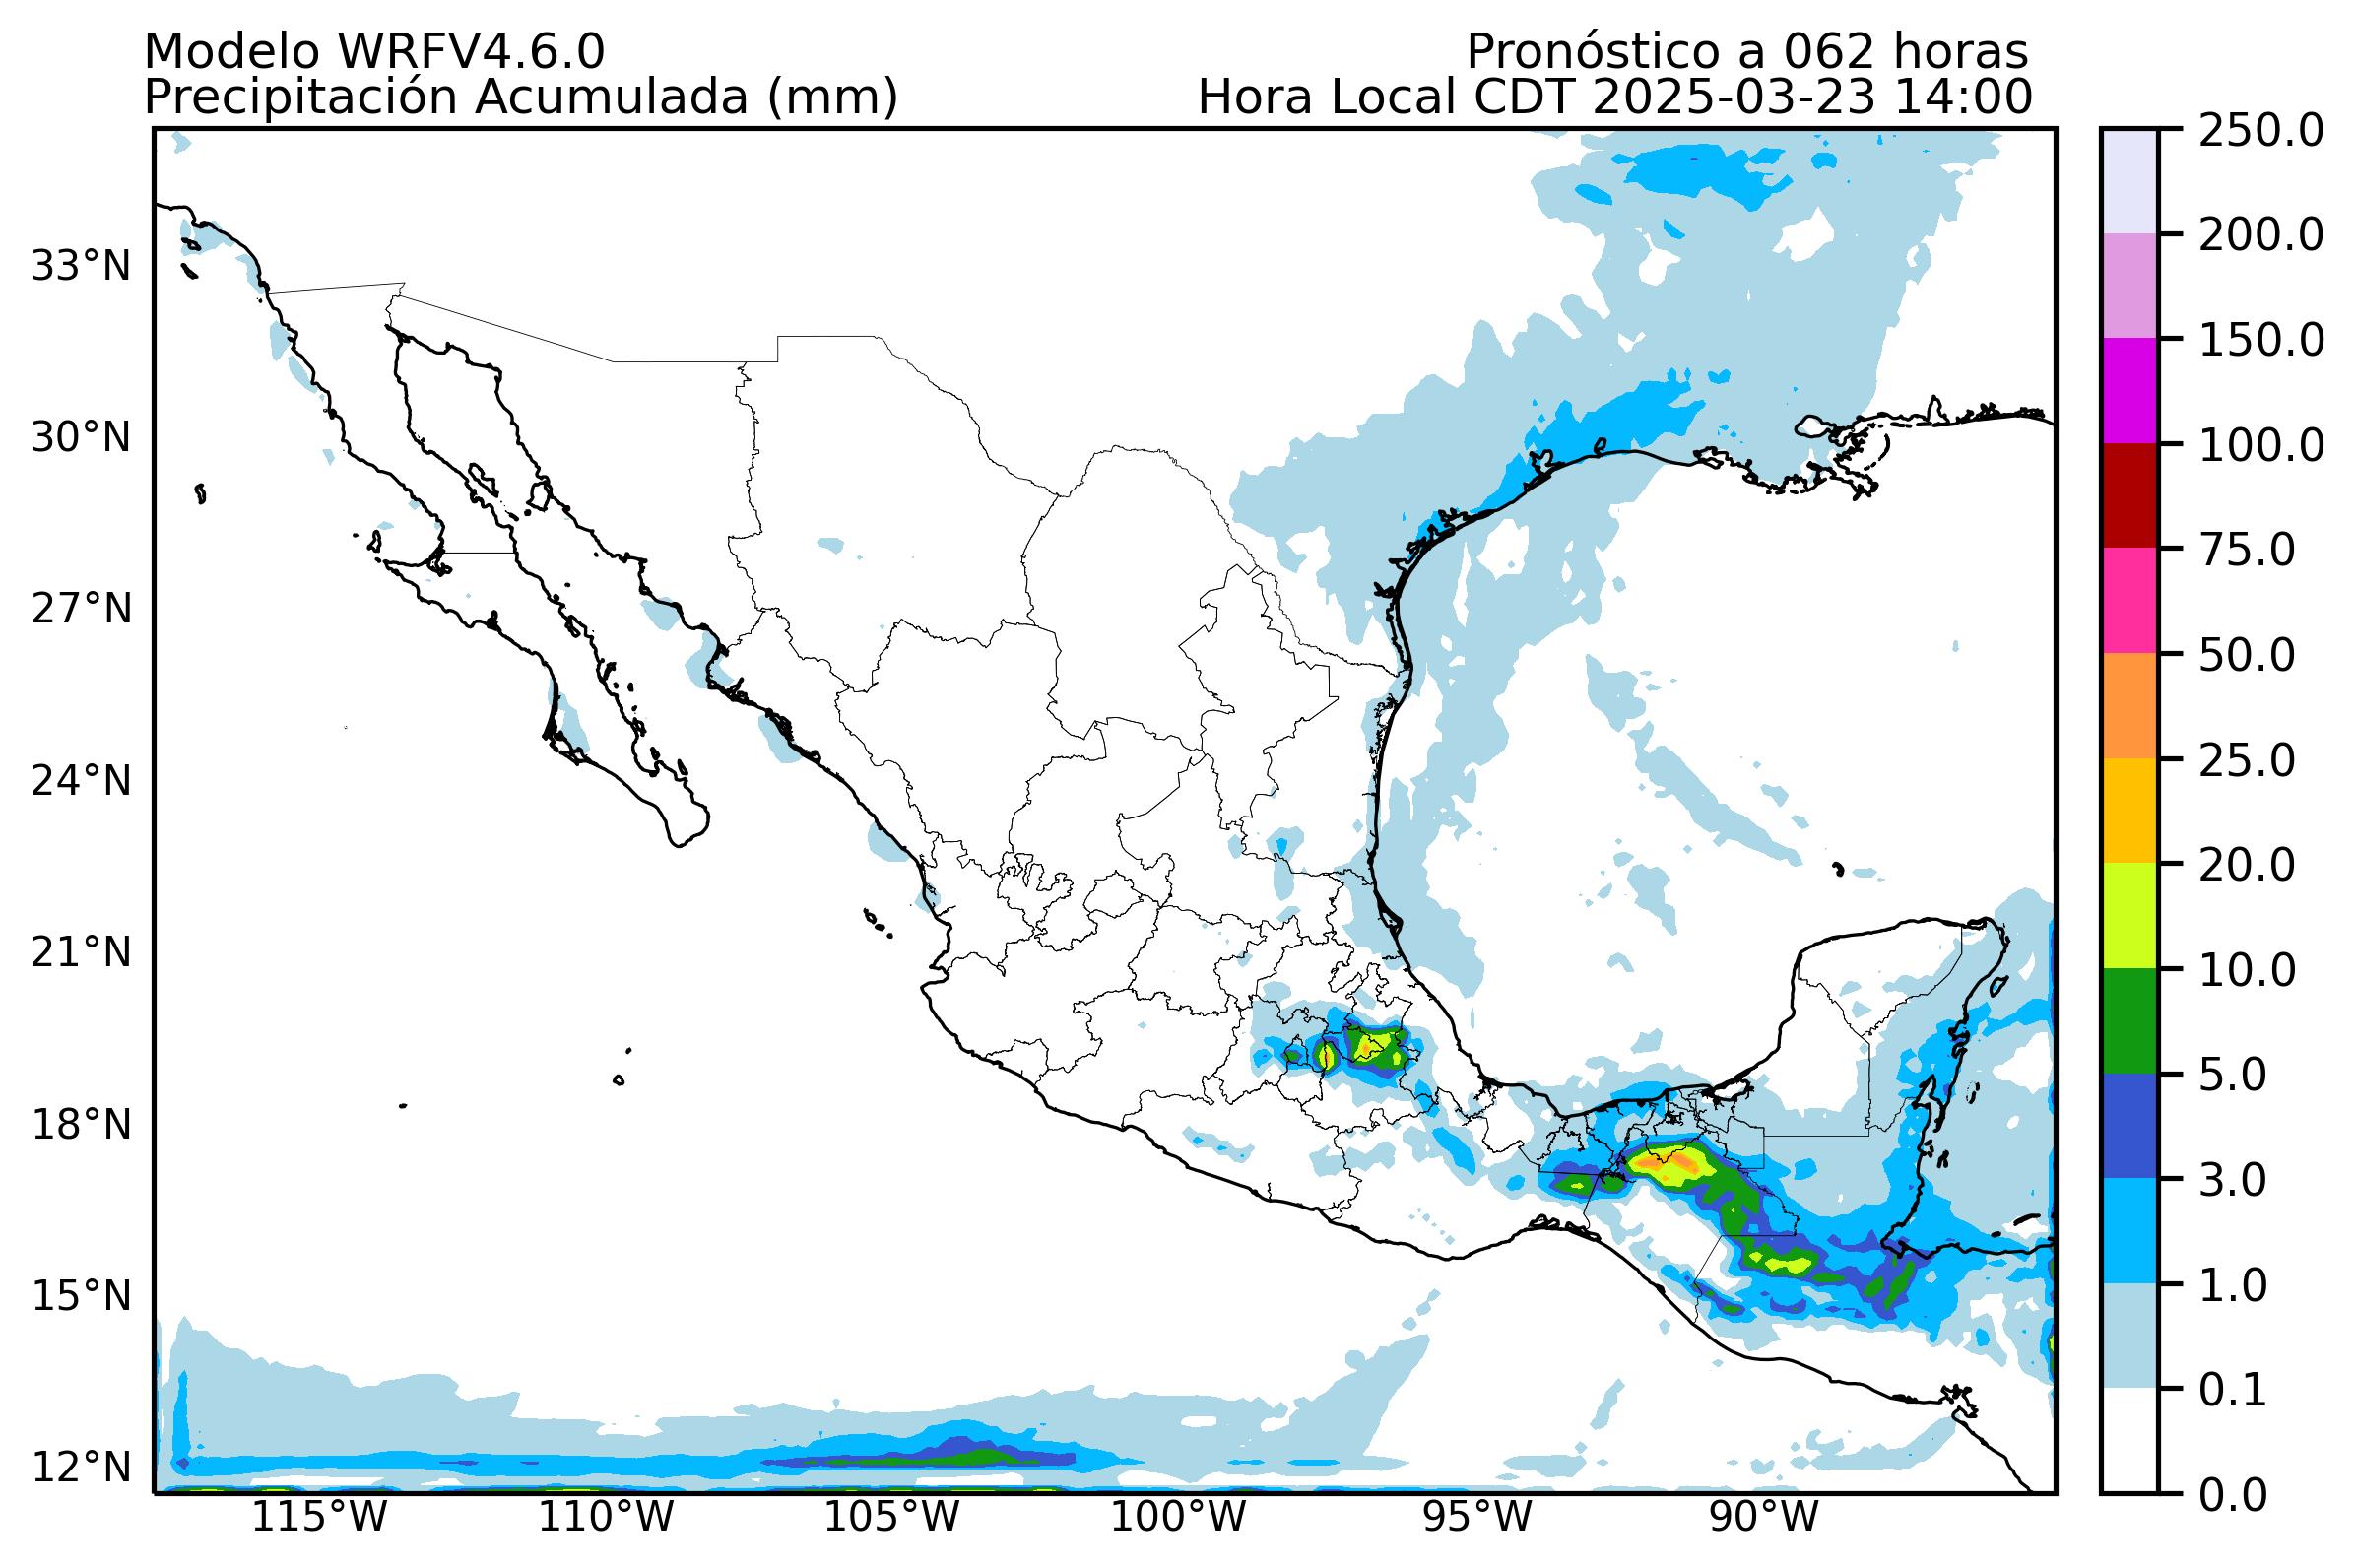 Modelo WRFV4.6.0
Pronóstico a 062 horas
Precipitación Acumulada (mm)
Hora Local CDT 2025-03-23 14:00
33°N
30°N
27°N
24°N
21°N
18°N
15°N
12°N
115°W
110°W
105°W
100°W
95°W
90°W
250.0
200.0
150.0
100.0
75.0
50.0
25.0
20.0
10.0
5.0
3.0
1.0
0.1
0.0